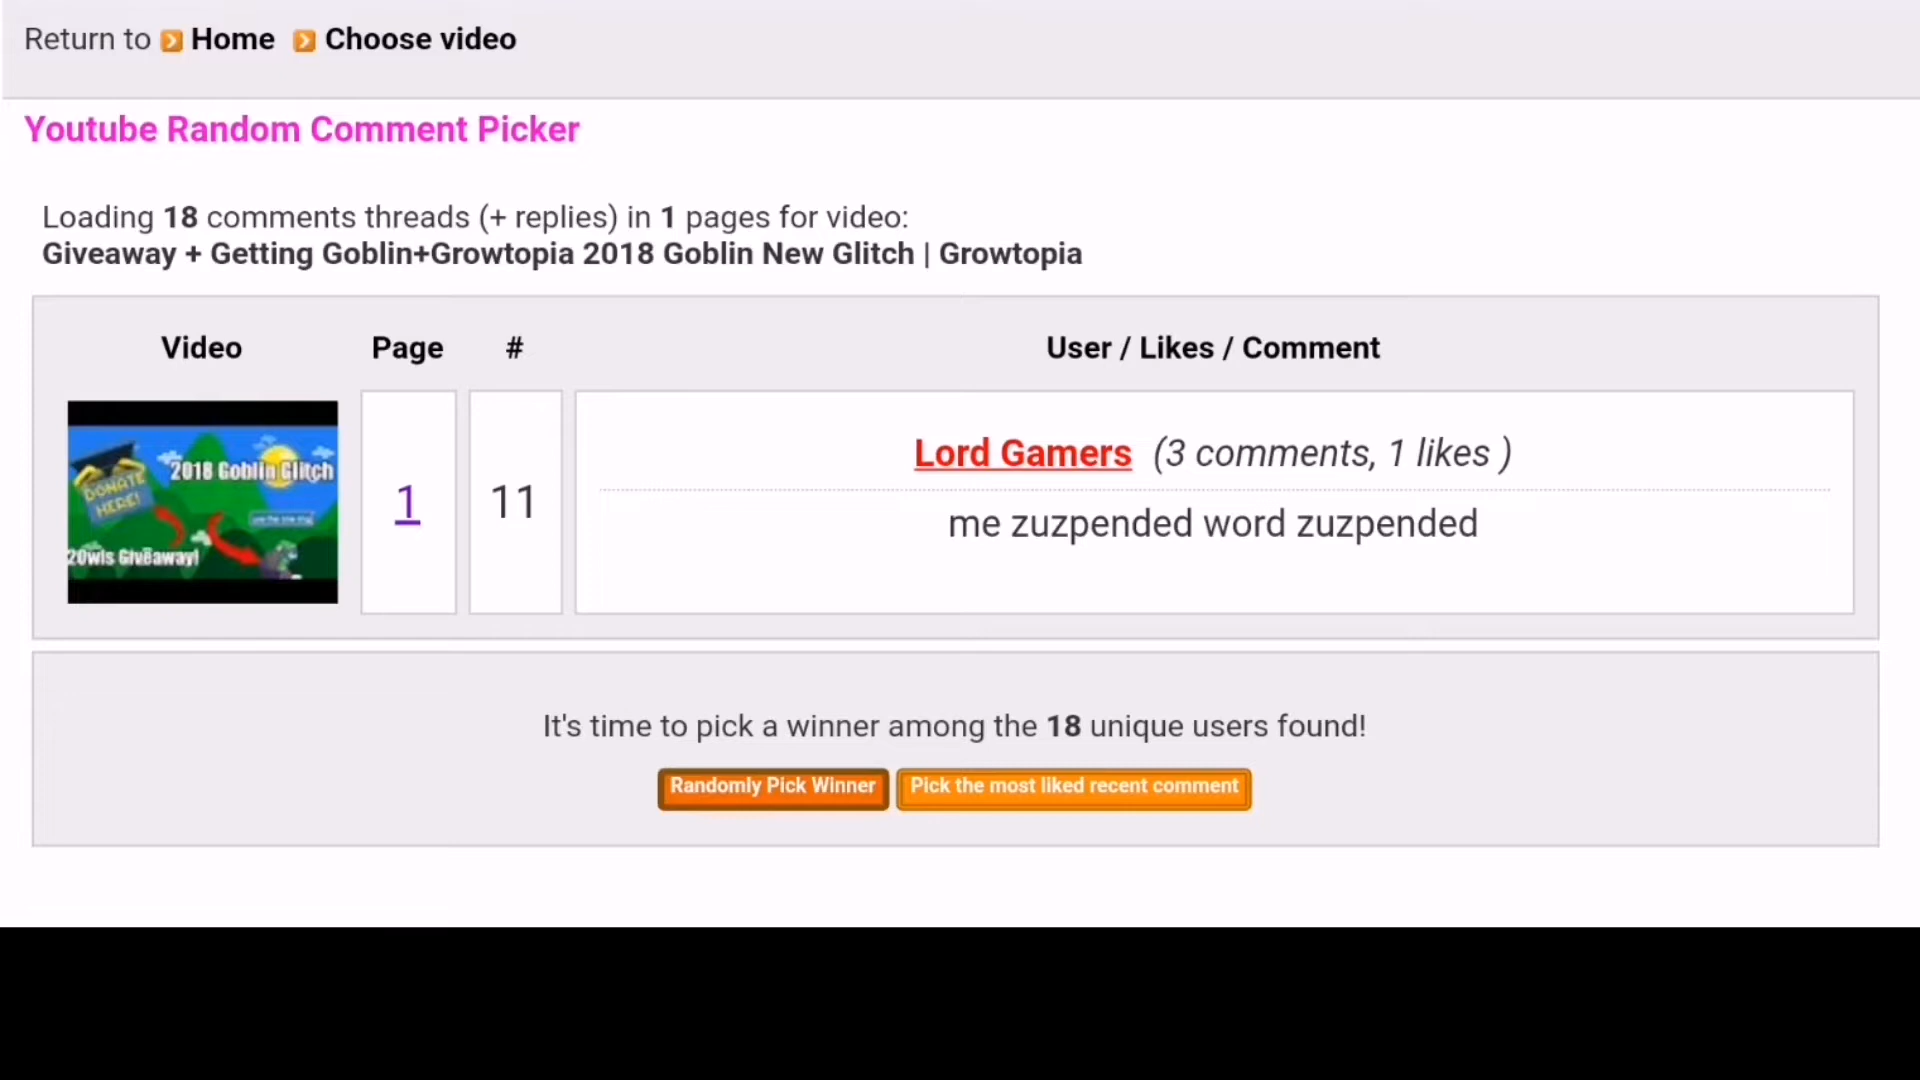 Return to Home Choose video
Youtube Random Comment Picker
Loading 18 comments threads (+ replies) in 1 pages for video:
Giveaway + Getting Goblin+Growtopia 2018 Goblin New Glitch | Growtopia
Video Page # User / Likes / Comment
2018 Goblin Glitch
DONATE
HERE!
20wls Giveaway!
1
11
Lord Gamers (3 comments, 1 likes )
me zuzpended word zuzpended
It's time to pick a winner among the 18 unique users found!
Randomly Pick Winner Pick the most liked recent comment